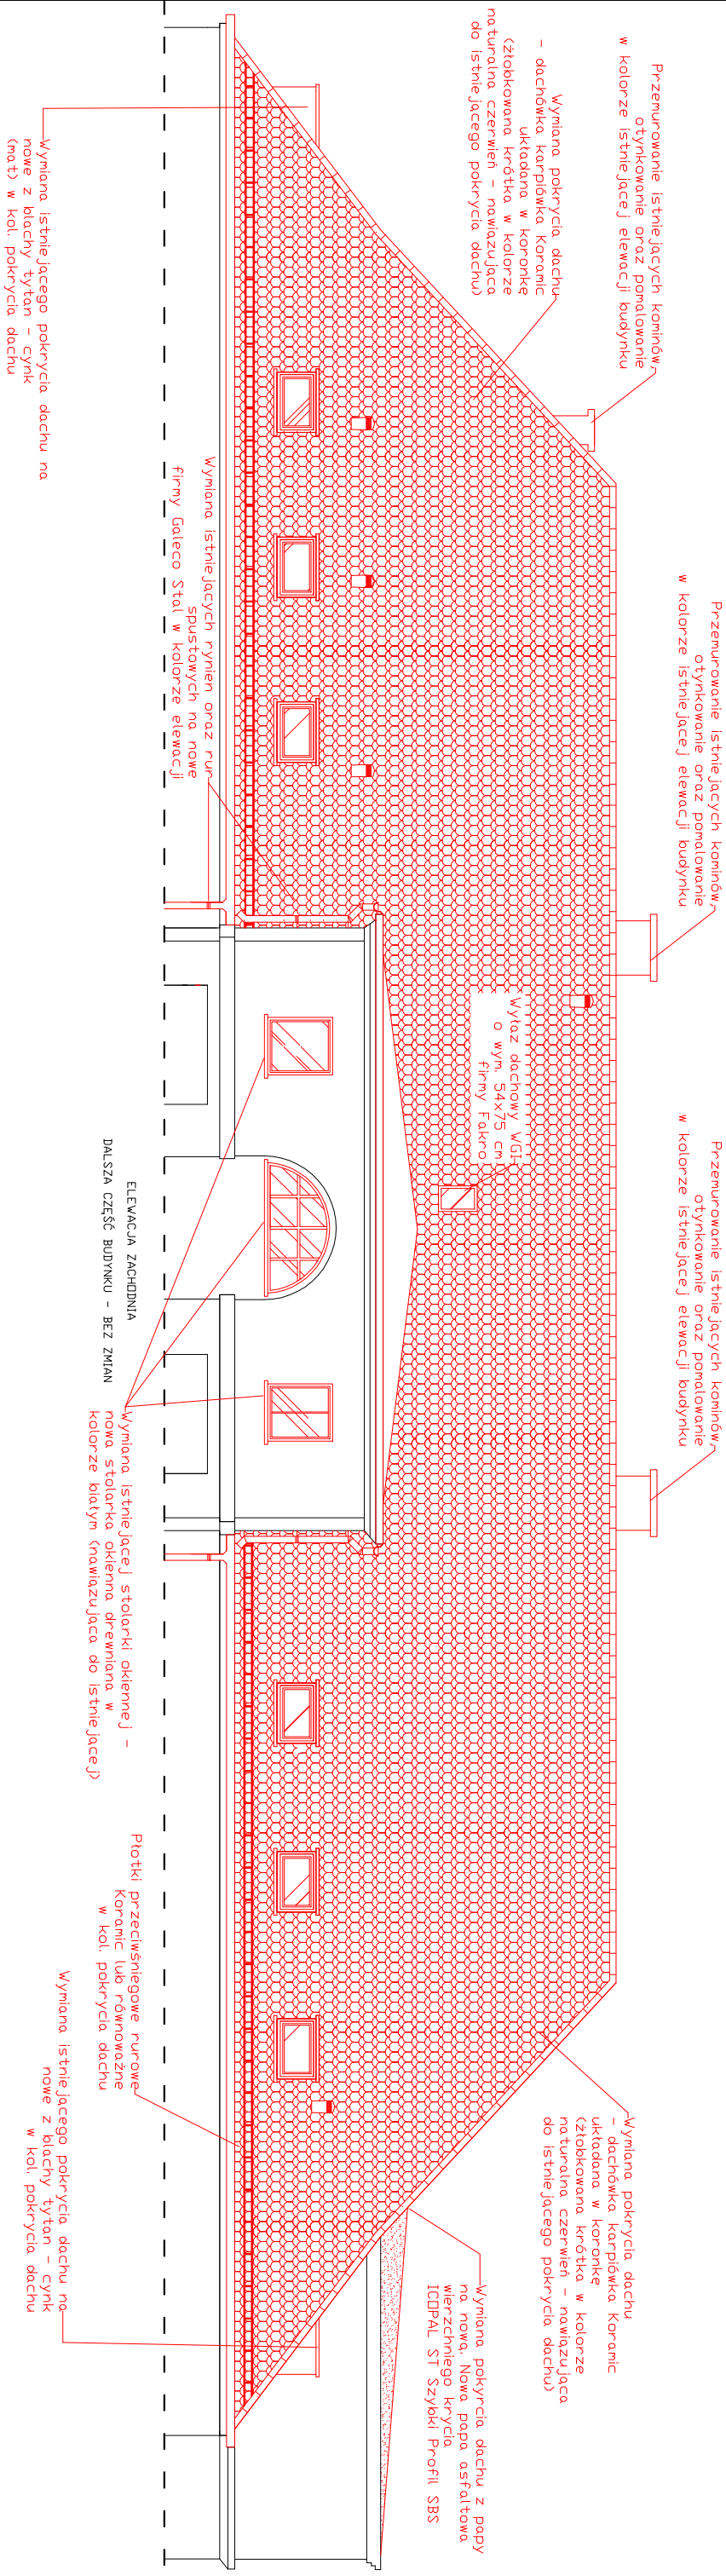 Przemurowanie istniejących kominów,
otynkowanie oraz pomalowanie
w kolorze istniejącej elewacji budynku
Wymiana pokrycia dachu
- dachówka karpiówka Koramic
układana w koronkę
(żłobkowana krótka w kolorze
naturalna czerwień - nawiązująca
do istniejącego pokrycia dachu)
Wymiana istniejącego pokrycia dachu na
nowe z blachy tytan - cynk
(mat) w kol. pokrycia dachu
Wymiana istniejących rynien oraz rur
spustowych na nowe
firmy Galeco Stal w kolorze elewacji
Przemurowanie istniejących kominów,
otynkowanie oraz pomalowanie
w kolorze istniejącej elewacji budynku
Wyłaz dachowy WGI
o wym. 54x75 cm
firmy Fakro
Przemurowanie istniejących kominów,
otynkowanie oraz pomalowanie
w kolorze istniejącej elewacji budynku
ELEWACJA ZACHODNIA
DALSZA CZĘŚĆ BUDYNKU - BEZ ZMIAN
Wymiana istniejącej stolarki okiennej -
nowa stolarka okienna drewniana w
kolorze białym (nawiązująca do istniejącej)
Płotki przeciwśniegowe rurowe
Koramic lub równoważne
w kol. pokrycia dachu
Wymiana istniejącego pokrycia dachu na
nowe z blachy tytan - cynk
w kol. pokrycia dachu
Wymiana pokrycia dachu
- dachówka karpiówka Koramic
układana w koronkę
(żłobkowana krótka w kolorze
naturalna czerwień - nawiązująca
do istniejącego pokrycia dachu)
Wymiana pokyrcia dachu z papy
na nową. Nowa papa asfaltowa
wierzchniego krycia
ICOPAL ST Szybki Profil SBS